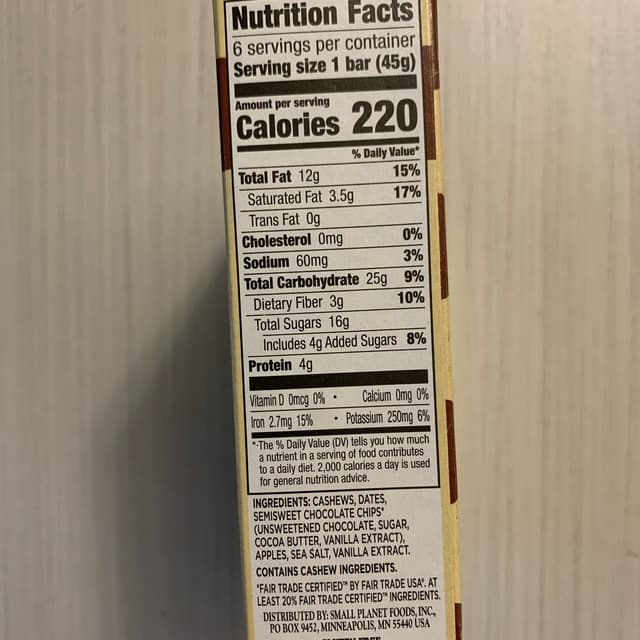 Nutrition Facts
6 servings per container
Serving size 1 bar (45g)
Amount per serving
Calories 220
% Daily Value*
Total Fat 12g 15%
Saturated Fat 3.5g 17%
Trans Fat 0g
Cholesterol 0mg 0%
Sodium 60mg 3%
Total Carbohydrate 25g 9%
Dietary Fiber 3g 10%
Total Sugars 16g
Includes 4g Added Sugars 8%
Protein 4g
Vitamin D 0mcg 0% • Calcium 0mg 0%
Iron 2.7mg 15% • Potassium 250mg 6%
*The % Daily Value (DV) tells you how much
a nutrient in a serving of food contributes
to a daily diet. 2,000 calories a day is used
for general nutrition advice.
INGREDIENTS: CASHEWS, DATES,
SEMISWEET CHOCOLATE CHIPS*
(UNSWEETENED CHOCOLATE, SUGAR,
COCOA BUTTER, VANILLA EXTRACT),
APPLES, SEA SALT, VANILLA EXTRACT.
CONTAINS CASHEW INGREDIENTS.
*FAIR TRADE CERTIFIED™ BY FAIR TRADE USA®. AT
LEAST 20% FAIR TRADE CERTIFIED™ INGREDIENTS.
DISTRIBUTED BY: SMALL PLANET FOODS, INC.,
PO BOX 9452, MINNEAPOLIS, MN 55440 USA